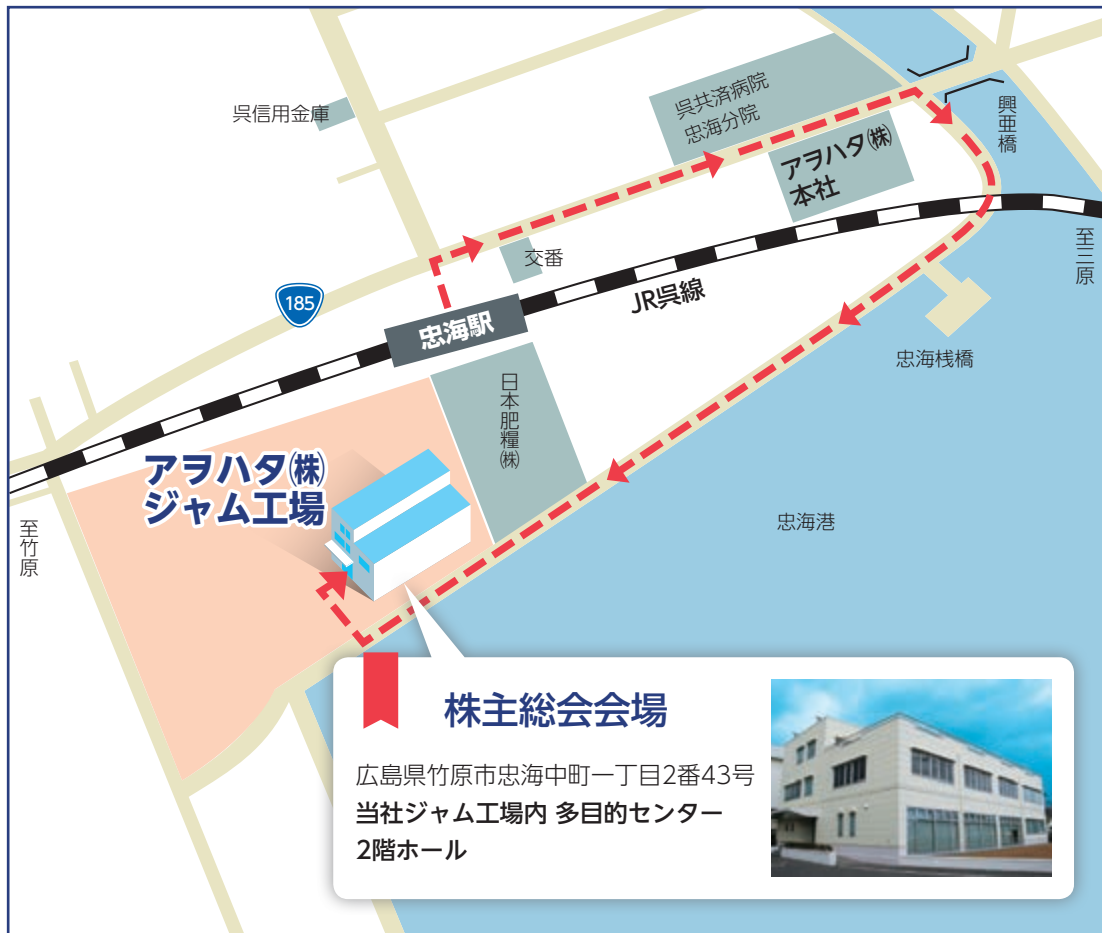 呉信用金庫
呉共済病院
忠海分院
興亜橋
アヲハタ㈱
本社
至三原
交番
185
JR呉線
忠海駅
忠海桟橋
日本肥糧㈱
アヲハタ㈱
ジャム工場
忠海港
至竹原
株主総会会場
広島県竹原市忠海中町一丁目2番43号
当社ジャム工場内 多目的センター
2階ホール